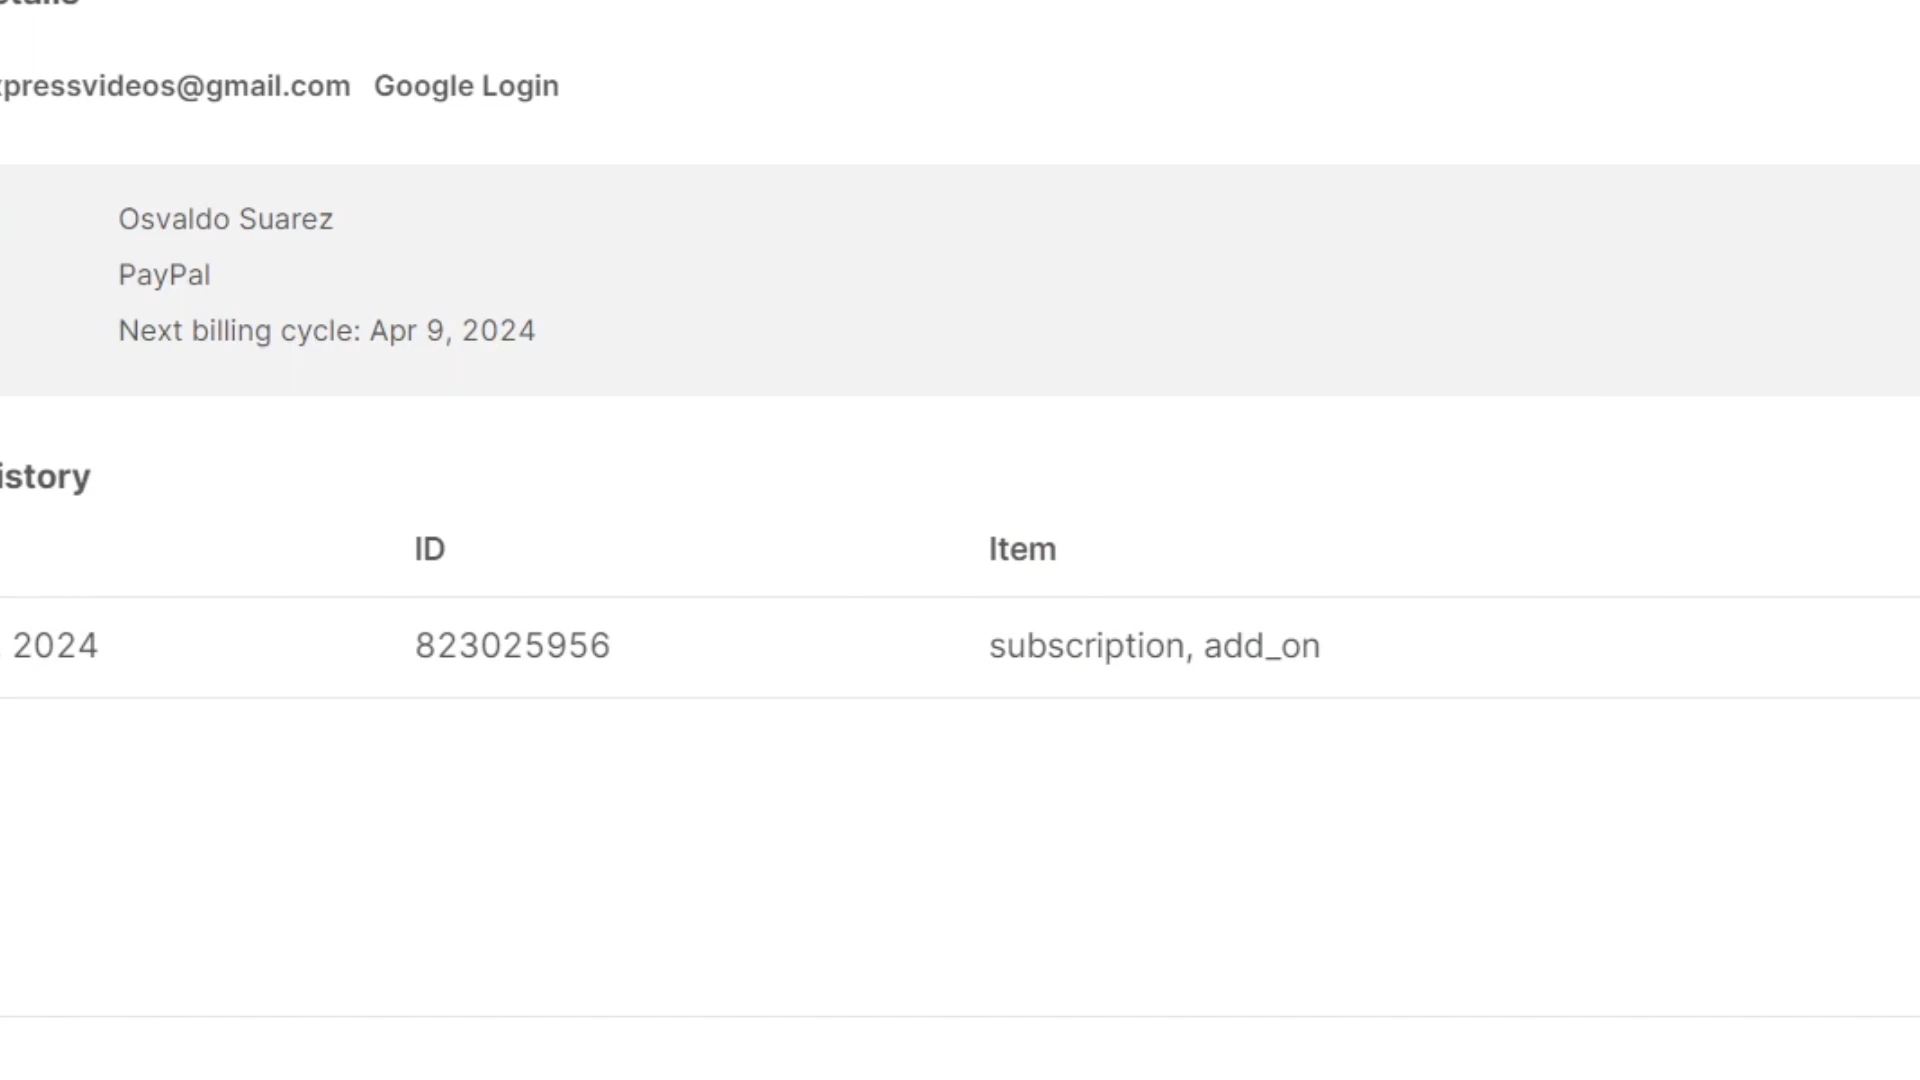 pressvideos@gmail.com Google Login
Osvaldo Suarez
PayPal
Next billing cycle: Apr 9, 2024
istory
ID Item
2024 823025956 subscription, add_on